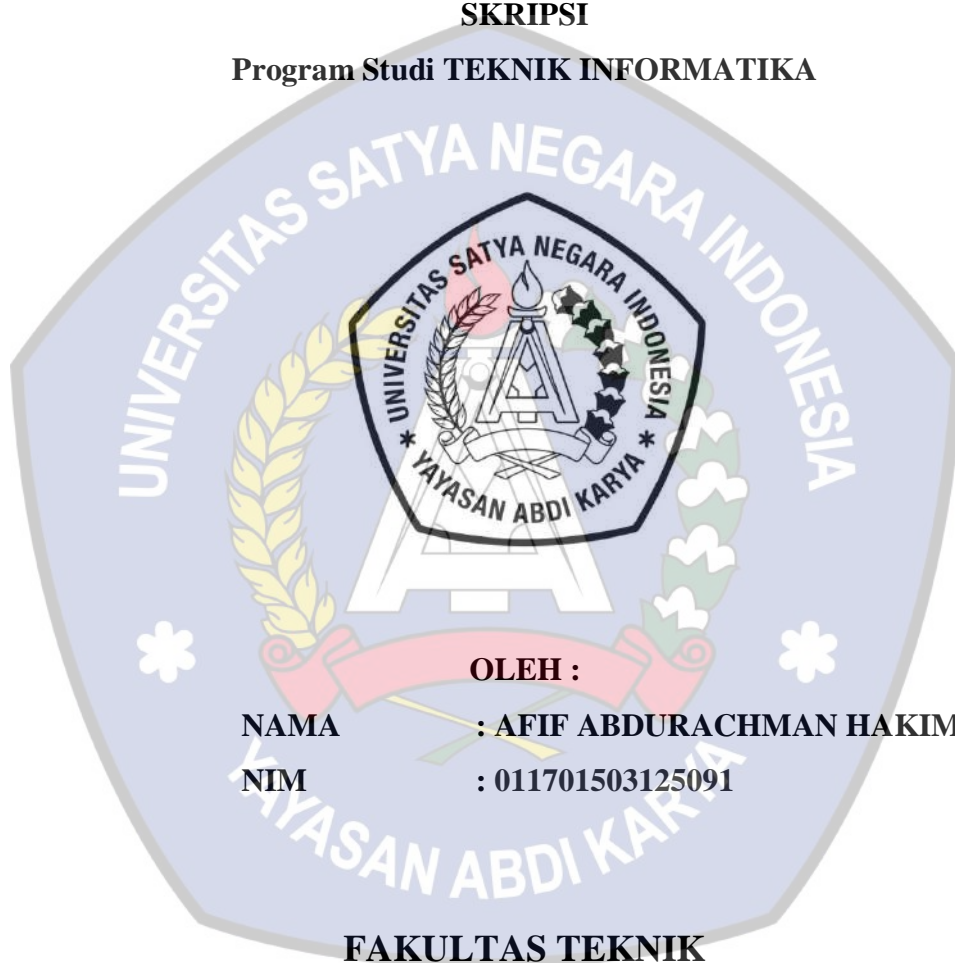 SKRIPSI
Program Studi TEKNIK INFORMATIKA
UNIVERSITAS SATYA NEGARA INDONESIA
UNIVERSITAS SATYA NEGARA INDONESIA
* YAYASAN ABDI KARYA *
OLEH :
NAMA : AFIF ABDURACHMAN HAKIM
NIM : 011701503125091
* YAYASAN ABDI KARYA *
FAKULTAS TEKNIK